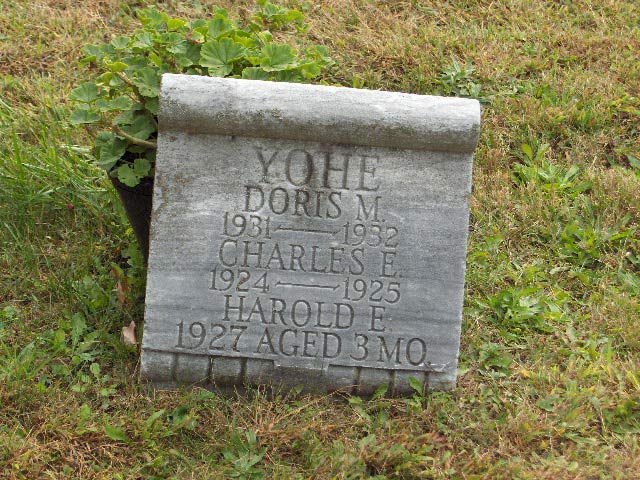 YOHE
DORIS M.
1931 — 1932
CHARLES E.
1924 — 1925
HAROLD E.
1927 AGED 3 MO.